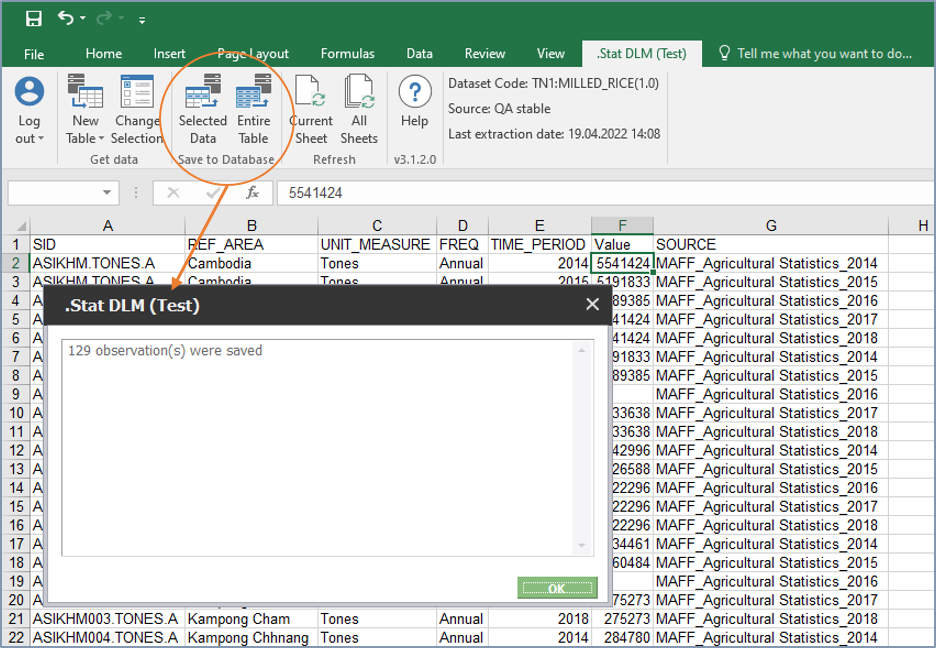 File Home Insert Page Layout Formulas Data Review View .Stat DLM (Test) Tell me what you want to do...
Log out
New Table
Change Selection
Get data
Selected Data
Entire Table
Save to Database
Current Sheet
All Sheets
Refresh
Help
v3.1.2.0
Dataset Code: TN1:MILLED_RICE(1.0)
Source: QA stable
Last extraction date: 19.04.2022 14:08
fx 5541424
A B C D E F G H
1 SID REF_AREA UNIT_MEASURE FREQ TIME_PERIOD Value SOURCE
2 ASIKHM.TONES.A Cambodia Tones Annual 2014 5541424 MAFF_Agricultural Statistics_2014
3 ASIKHM.TONES.A Cambodia Tones Annual 2015 5191833 MAFF_Agricultural Statistics_2015
.Stat DLM (Test)
129 observation(s) were saved
OK
4 A 89385 MAFF_Agricultural Statistics_2016
5 A 41424 MAFF_Agricultural Statistics_2017
6 A 41424 MAFF_Agricultural Statistics_2018
7 A 91833 MAFF_Agricultural Statistics_2014
8 A 89385 MAFF_Agricultural Statistics_2015
9 A MAFF_Agricultural Statistics_2016
10 A 33638 MAFF_Agricultural Statistics_2017
11 A 33638 MAFF_Agricultural Statistics_2018
12 A 42996 MAFF_Agricultural Statistics_2014
13 A 26588 MAFF_Agricultural Statistics_2015
14 A 22296 MAFF_Agricultural Statistics_2016
15 A 22296 MAFF_Agricultural Statistics_2017
16 A 22296 MAFF_Agricultural Statistics_2018
17 A 34461 MAFF_Agricultural Statistics_2014
18 A 60484 MAFF_Agricultural Statistics_2015
19 A MAFF_Agricultural Statistics_2016
20 A 75273 MAFF_Agricultural Statistics_2017
21 ASIKHM003.TONES.A Kampong Cham Tones Annual 2018 275273 MAFF_Agricultural Statistics_2018
22 ASIKHM004.TONES.A Kampong Chhnang Tones Annual 2014 284780 MAFF_Agricultural Statistics_2014